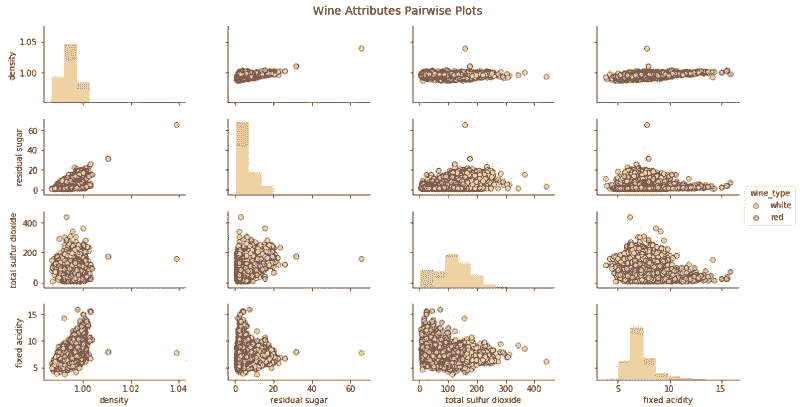 Wine Attributes Pairwise Plots
density
1.05
1.00
residual sugar
60
40
20
0
total sulfur dioxide
400
200
0
fixed acidity
15
10
5
1.00
1.02
1.04
density
0
20
40
60
residual sugar
0
100
200
300
400
total sulfur dioxide
5
10
15
fixed acidity
wine_type
white
red